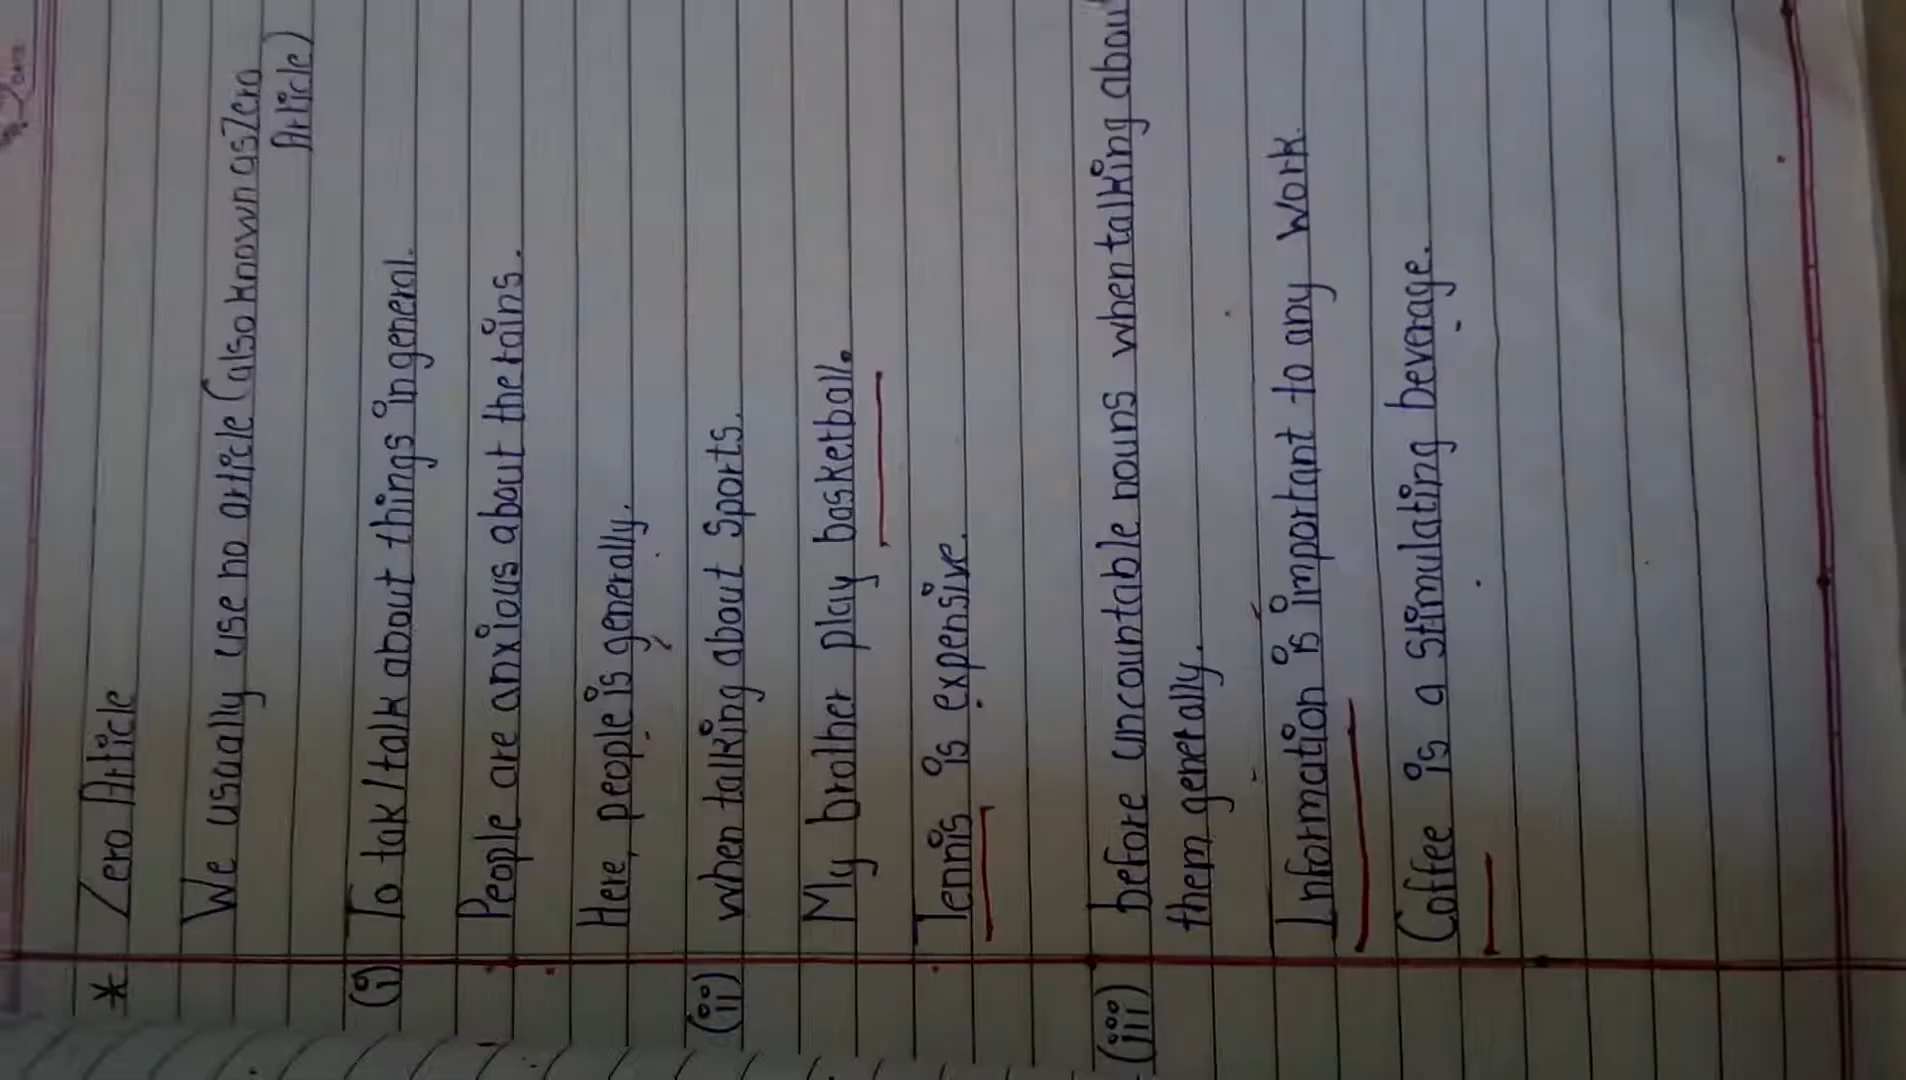 * Zero Article
We usually use no article (also known as Zero
Article)
(i) To tak/talk about things in general.
People are anxious about the rains.
Here, people is generally.
(ii) when talking about Sports.
My brother play basketball.
Tennis is expensive.
(iii) before uncountable nouns when talking about
them generally.
Information is important to any work.
Coffee is a stimulating beverage.